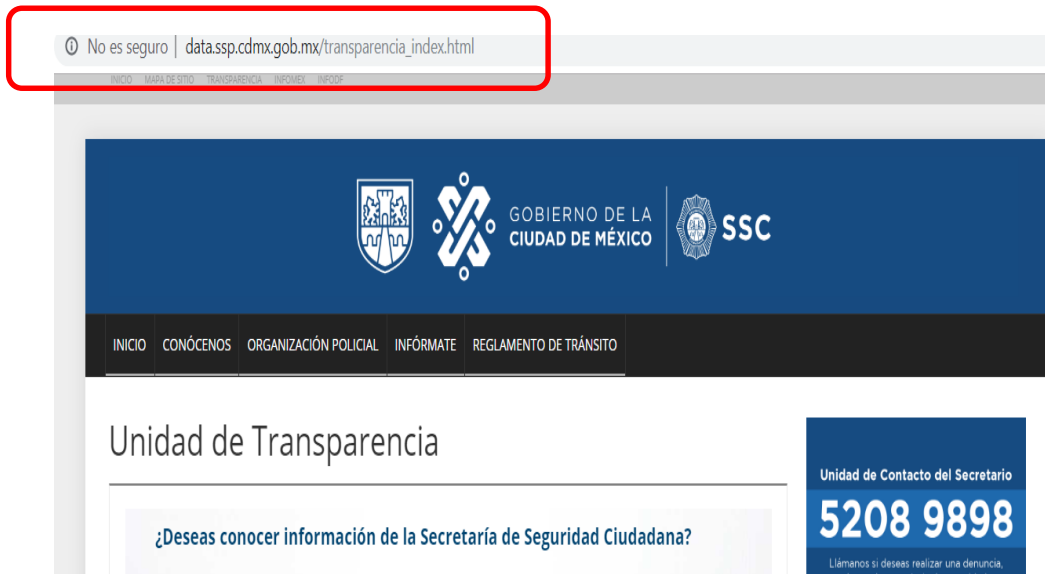 No es seguro | data.ssp.cdmx.gob.mx/transparencia_index.html
INICIO MAPA DE SITIO TRANSPARENCIA INFOMEX INFODF
GOBIERNO DE LA
CIUDAD DE MÉXICO
SSC
INICIO CONÓCENOS ORGANIZACIÓN POLICIAL INFÓRMATE REGLAMENTO DE TRÁNSITO
Unidad de Transparencia
Unidad de Contacto del Secretario
5208 9898
¿Deseas conocer información de la Secretaría de Seguridad Ciudadana?
Llámanos si deseas realizar una denuncia,